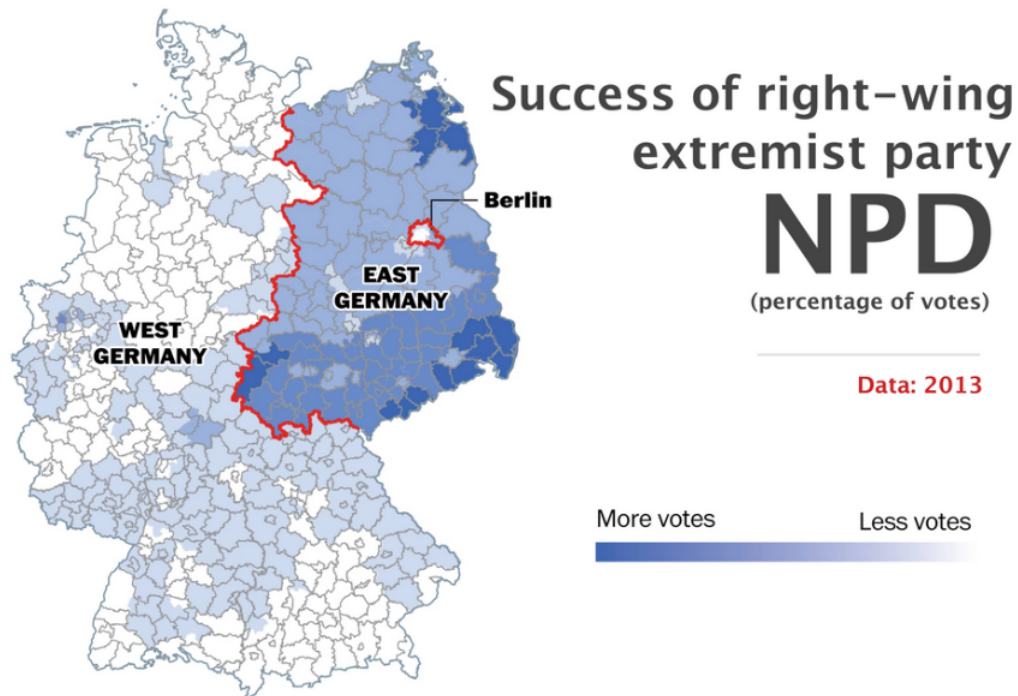 Success of right-wing
extremist party
NPD
(percentage of votes)
Data: 2013
Berlin
EAST
GERMANY
WEST
GERMANY
More votes
Less votes